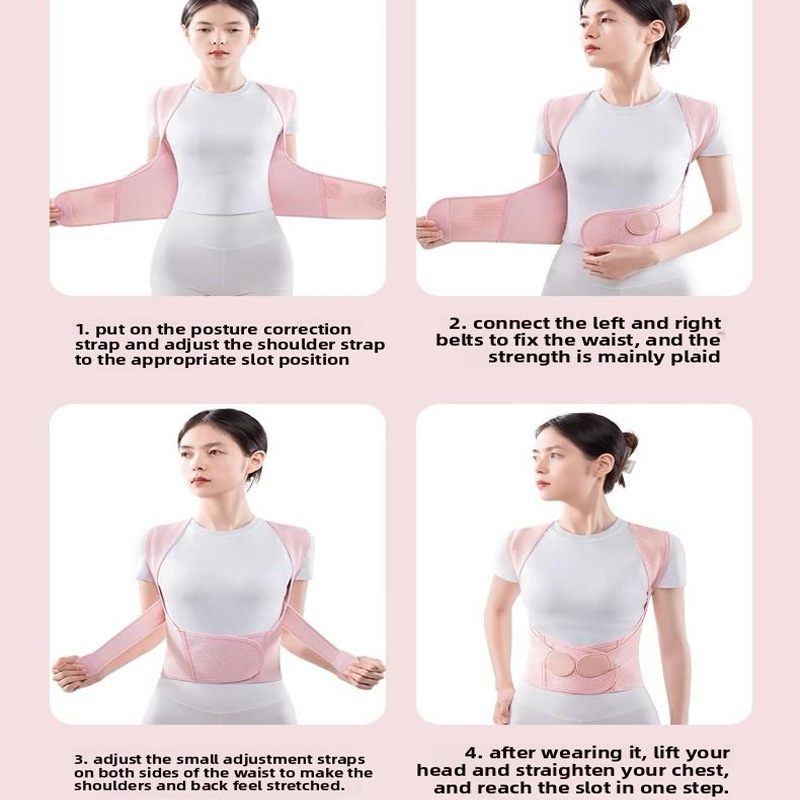 1. put on the posture correction
strap and adjust the shoulder strap
to the appropriate slot position
2. connect the left and right
belts to fix the waist, and the
strength is mainly plaid
3. adjust the small adjustment straps
on both sides of the waist to make the
shoulders and back feel stretched.
4. after wearing it, lift your
head and straighten your chest,
and reach the slot in one step.